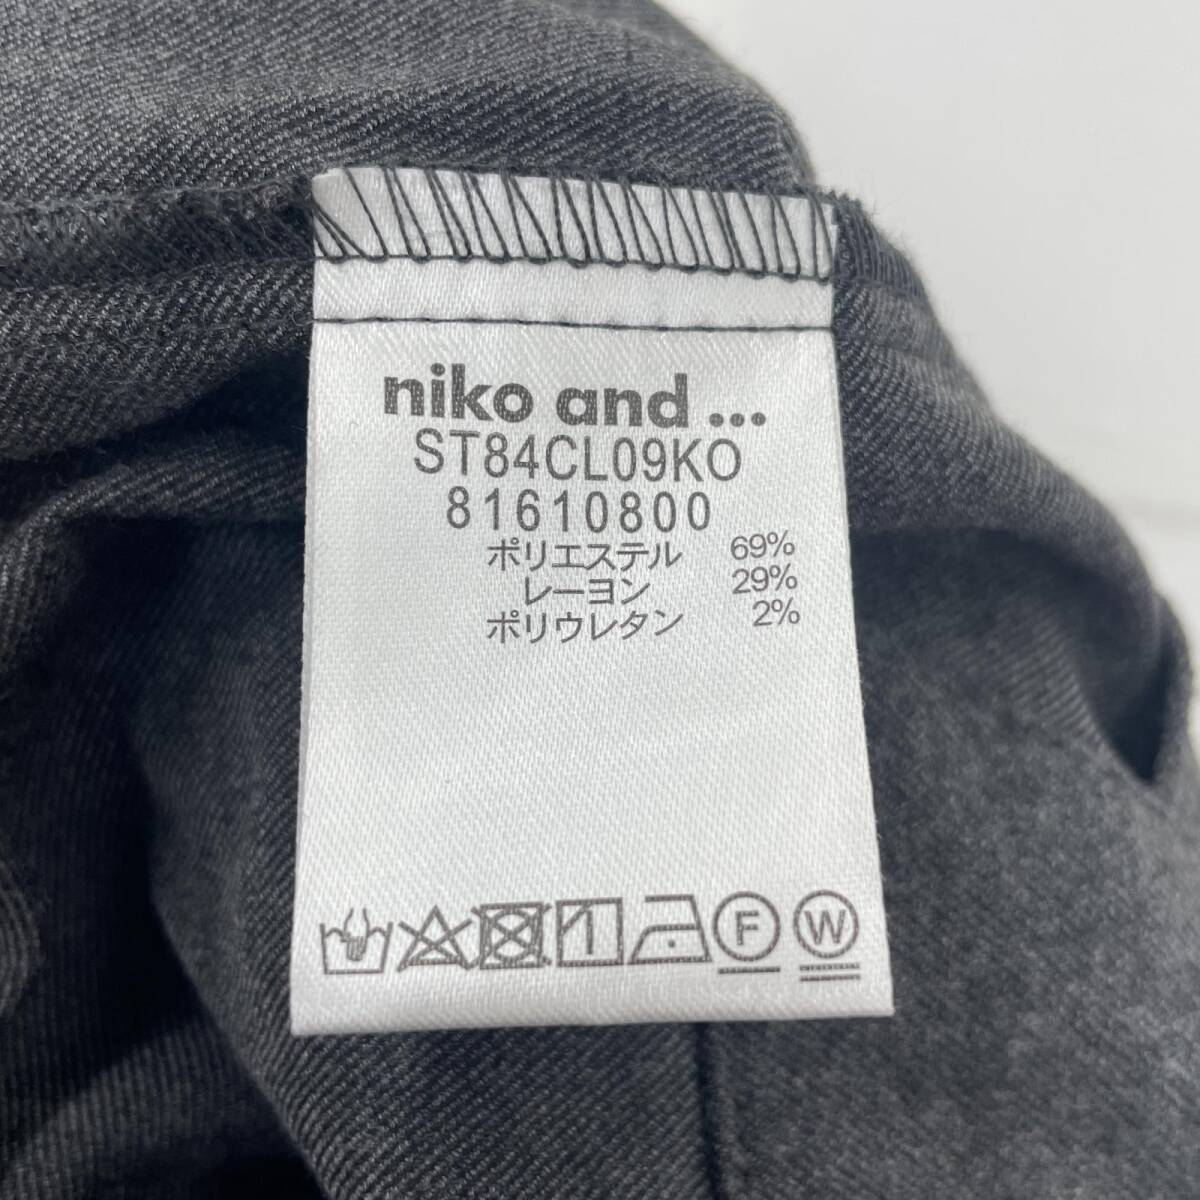 niko and ...
ST84CL09KO
81610800
ポリエステル 69%
レーヨン 29%
ポリウレタン 2%
F W